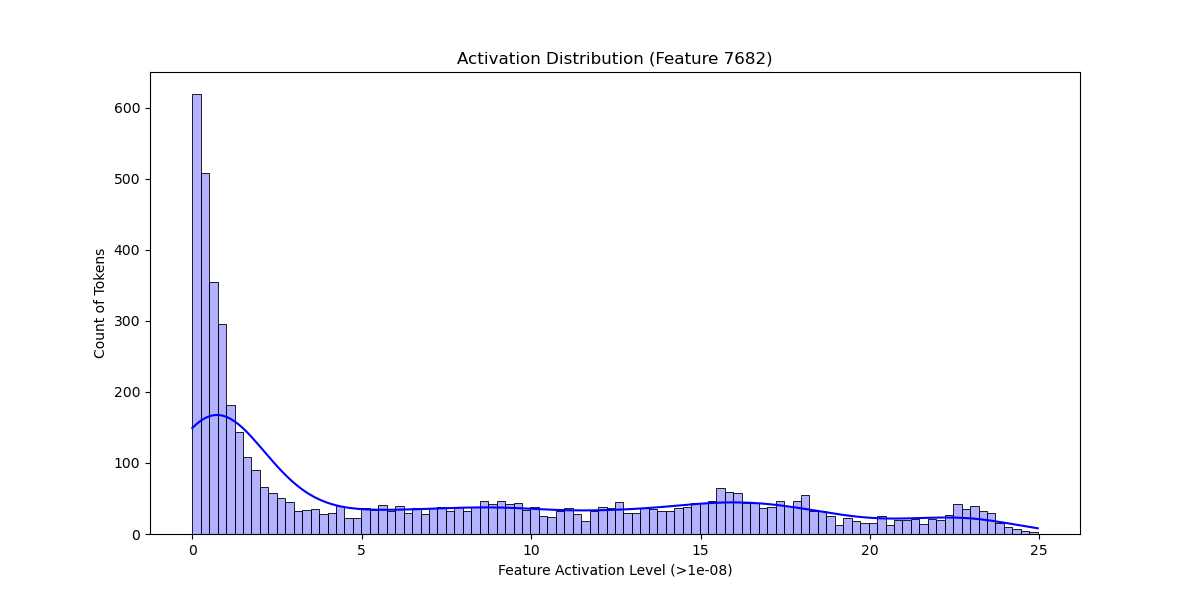 Activation Distribution (Feature 7682)
600
500
400
300
200
100
0
Count of Tokens
0 5 10 15 20 25
Feature Activation Level (>1e-08)